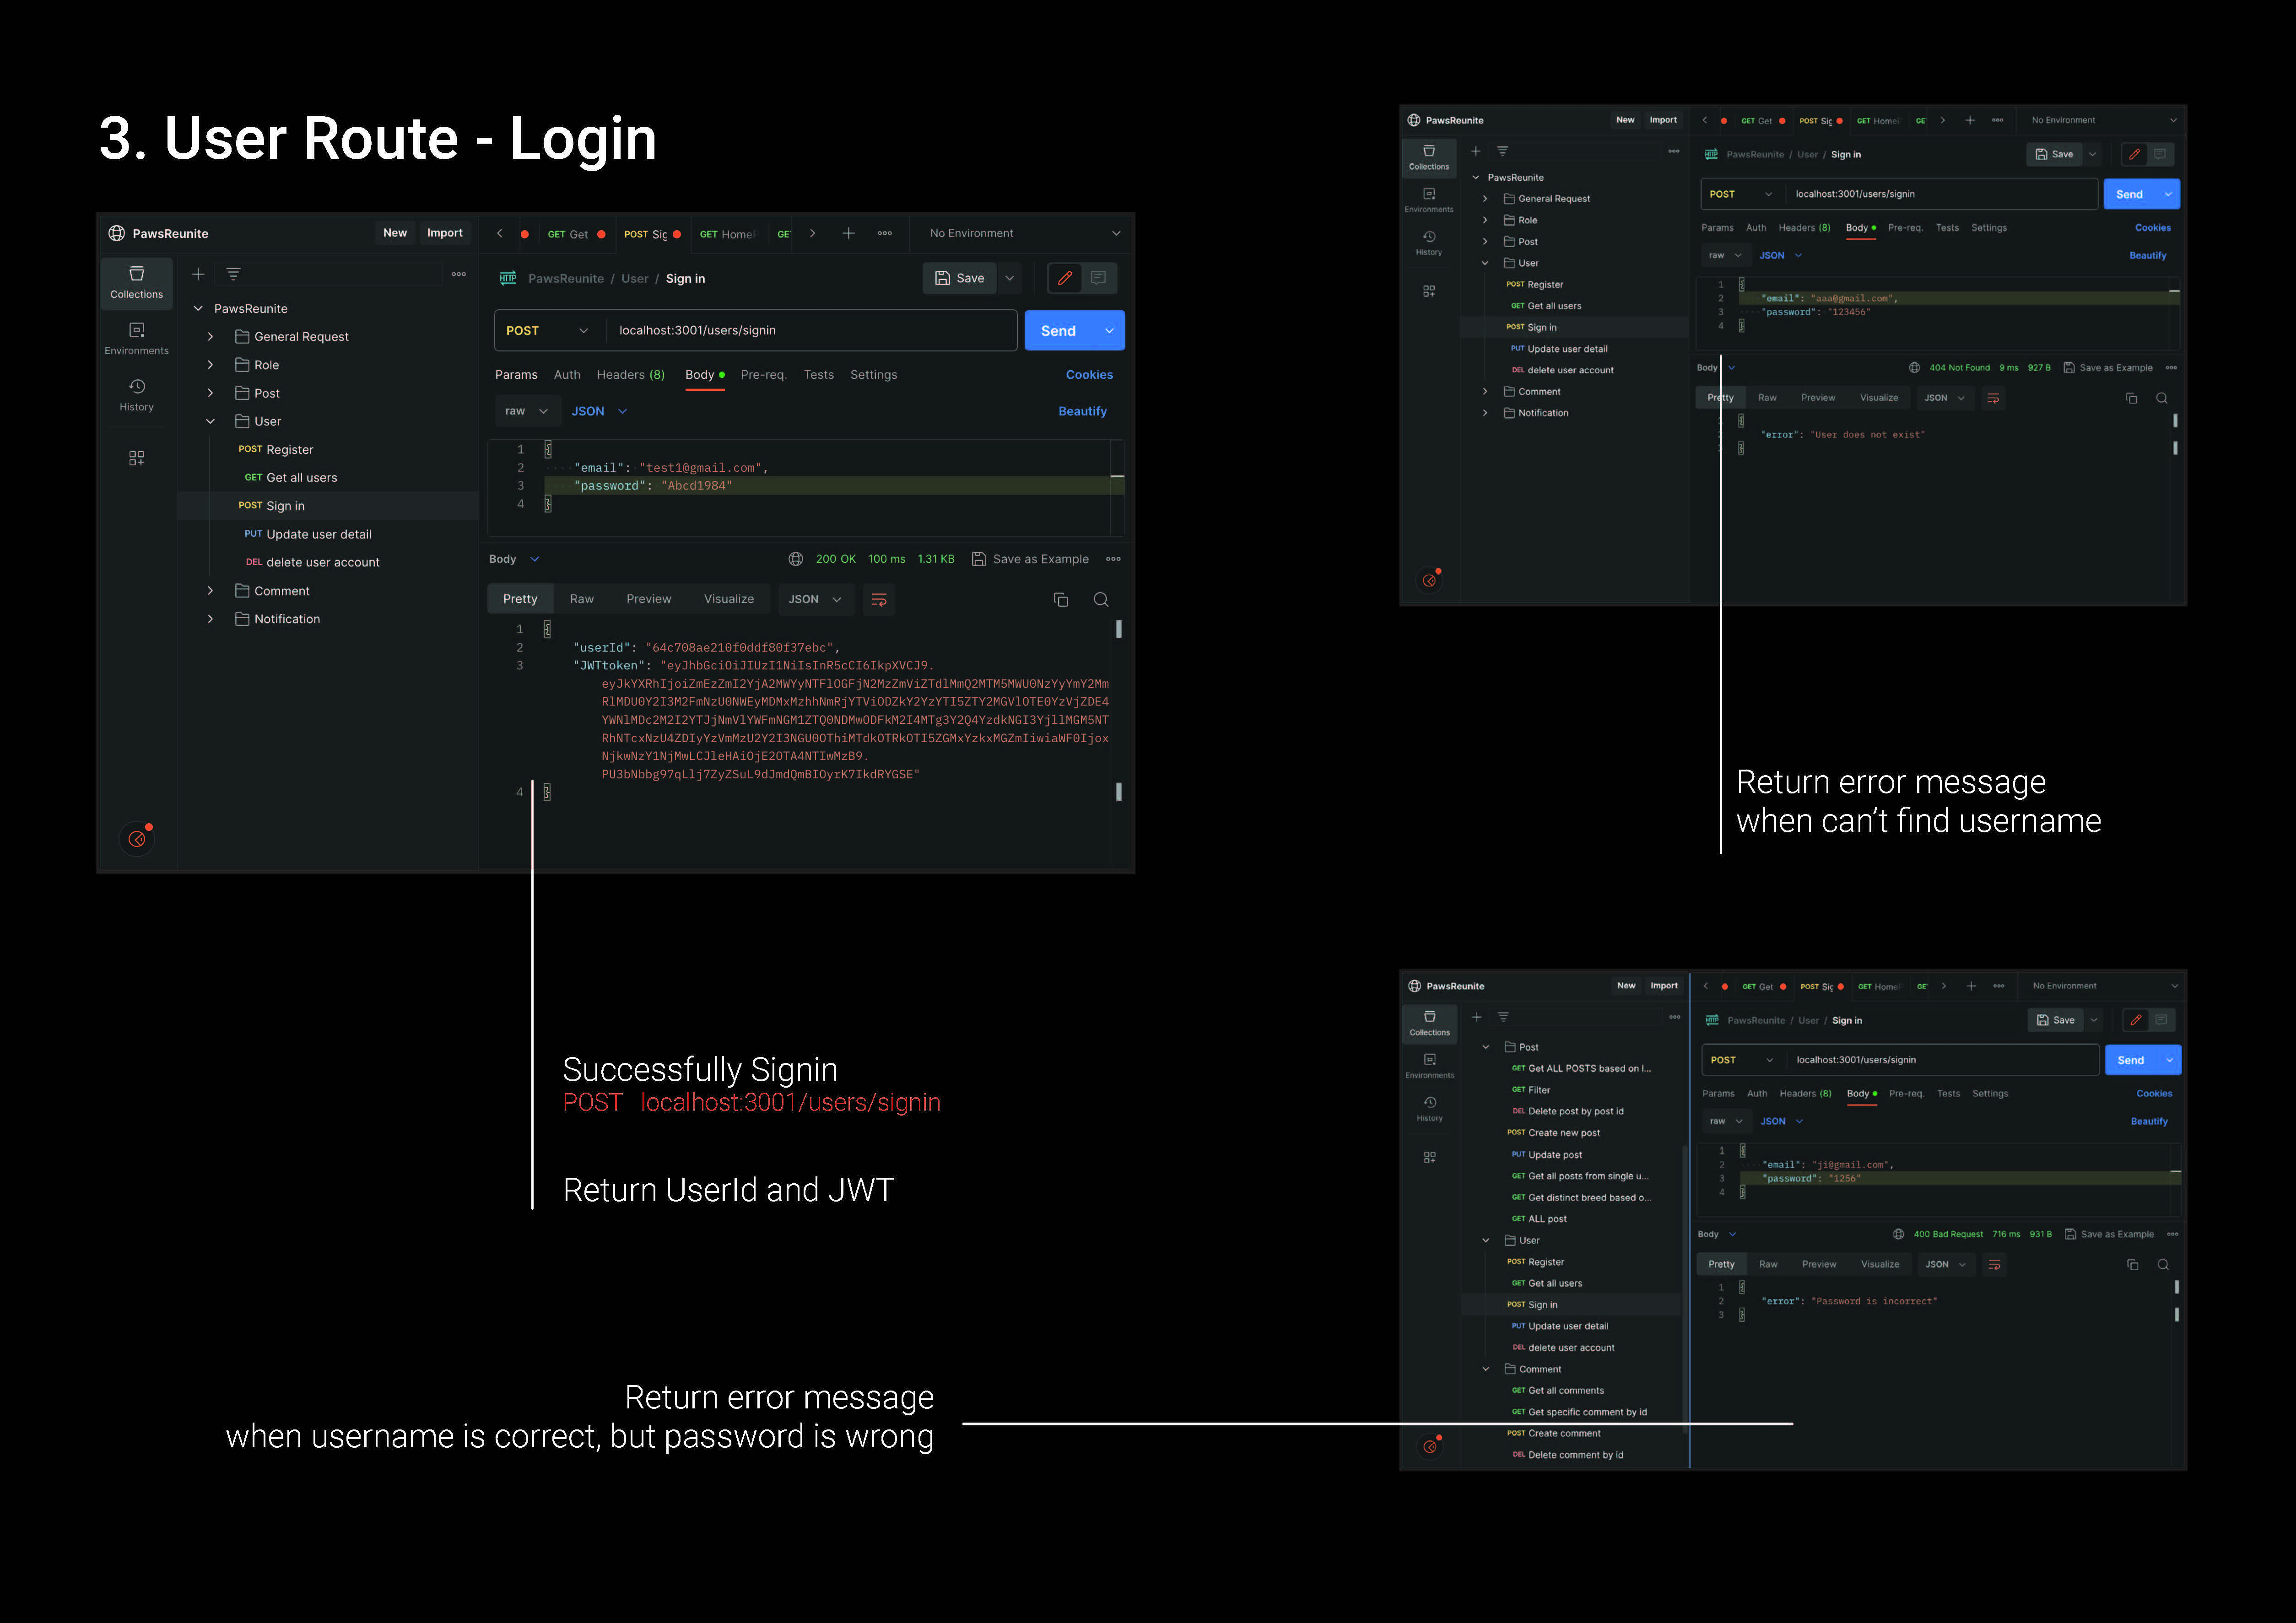 3. User Route - Login
PawsReunite
New Import
GET Get POST Sig GET Home GET
No Environment
Collections
Environments
History
PawsReunite
General Request
Role
Post
User
POST Register
GET Get all users
POST Sign in
PUT Update user detail
DEL delete user account
Comment
Notification
HTTP PawsReunite / User / Sign in
Save
POST localhost:3001/users/signin Send
Params Auth Headers (8) Body Pre-req. Tests Settings Cookies
raw JSON Beautify
1 {
2 "email": "test1@gmail.com",
3 "password": "Abcd1984"
4 }
Body 200 OK 100 ms 1.31 KB Save as Example
Pretty Raw Preview Visualize JSON
1 {
2 "userId": "64c708ae210f0ddf80f37ebc",
3 "JWTtoken": "eyJhbGciOiJIUzI1NiIsInR5cCI6IkpXVCJ9.
4 }
Successfully Signin
POST localhost:3001/users/signin
Return UserId and JWT
PawsReunite
New Import
GET Get POST Sig GET Home GET
No Environment
Collections
Environments
History
PawsReunite
General Request
Role
Post
User
POST Register
GET Get all users
POST Sign in
PUT Update user detail
DEL delete user account
Comment
Notification
HTTP PawsReunite / User / Sign in
Save
POST localhost:3001/users/signin Send
Params Auth Headers (8) Body Pre-req. Tests Settings Cookies
raw JSON Beautify
1 {
2 "email": "aaa@gmail.com",
3 "password": "123456"
4 }
Body 404 Not Found 9 ms 927 B Save as Example
Pretty Raw Preview Visualize JSON
{
"error": "User does not exist"
}
Return error message
when can't find username
PawsReunite
New Import
GET Get POST Sig GET Home GET
No Environment
Collections
Environments
History
Post
GET Get ALL POSTS based on l...
GET Filter
DEL Delete post by post id
POST Create new post
PUT Update post
GET Get all posts from single u...
GET Get distinct breed based o...
GET ALL post
User
POST Register
GET Get all users
POST Sign in
PUT Update user detail
DEL delete user account
Comment
GET Get all comments
GET Get specific comment by id
POST Create comment
DEL Delete comment by id
HTTP PawsReunite / User / Sign in
Save
POST localhost:3001/users/signin Send
Params Auth Headers (8) Body Pre-req. Tests Settings Cookies
raw JSON Beautify
1 {
2 "email": "ji@gmail.com",
3 "password": "1256"
4 }
Body 400 Bad Request 716 ms 931 B Save as Example
Pretty Raw Preview Visualize JSON
1 {
2 "error": "Password is incorrect"
3 }
Return error message
when username is correct, but password is wrong